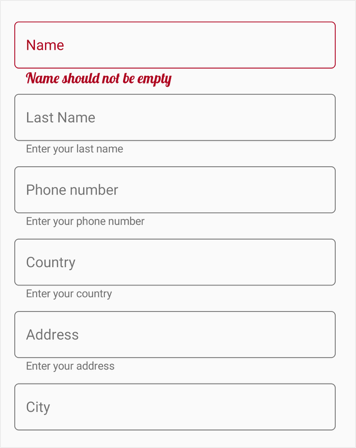 Name
Name should not be empty
Last Name
Enter your last name
Phone number
Enter your phone number
Country
Enter your country
Address
Enter your address
City